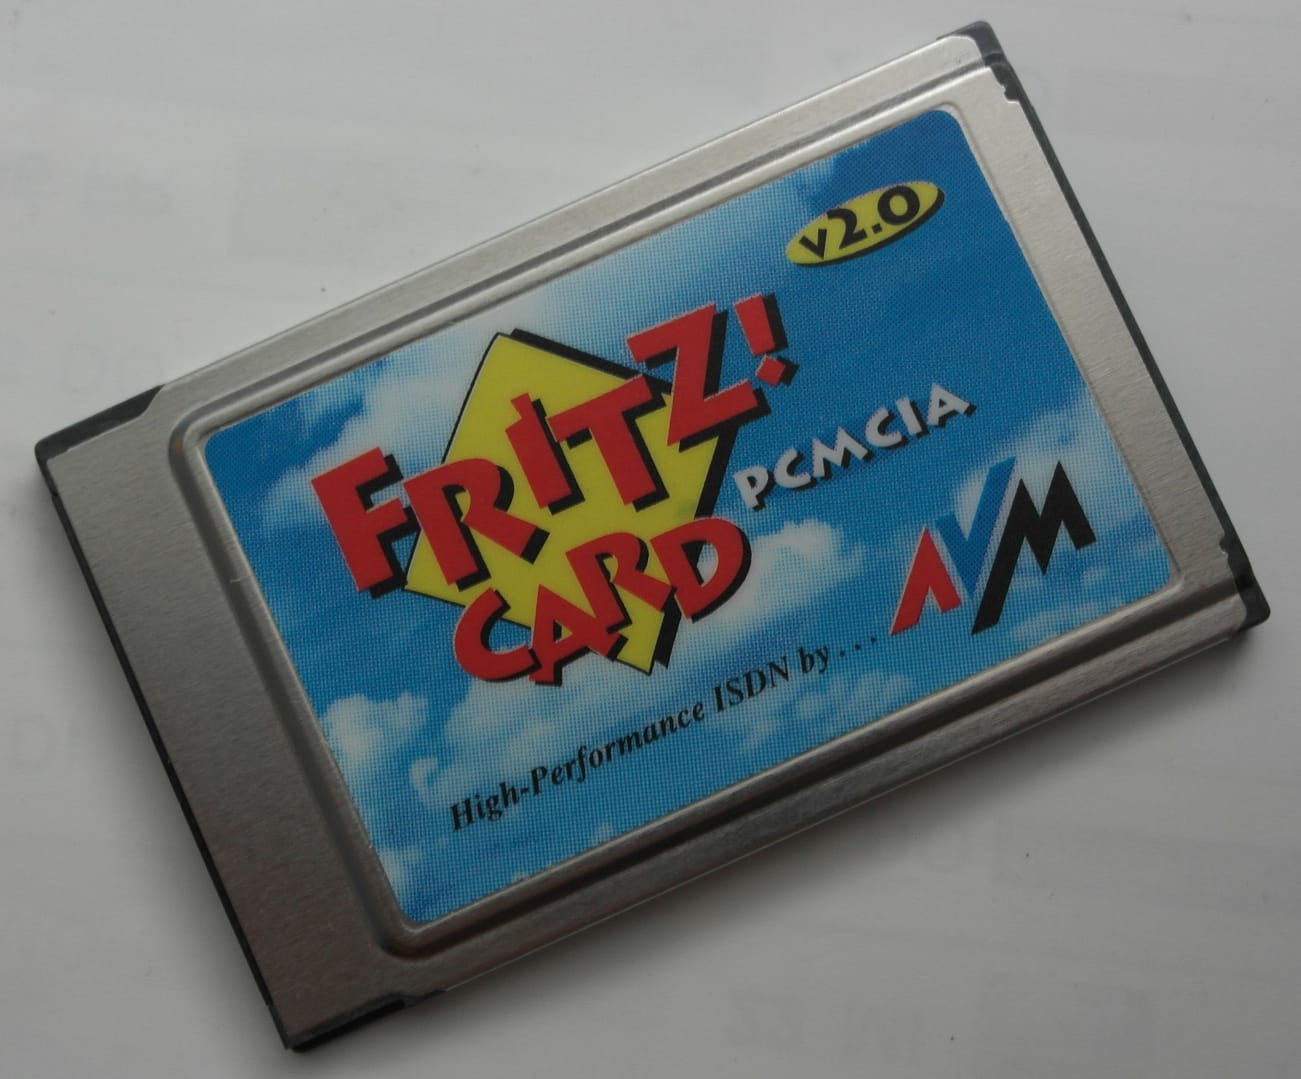 v2.0
FRITZ!
CARD
PCMCIA
AVM
High-Performance ISDN by....